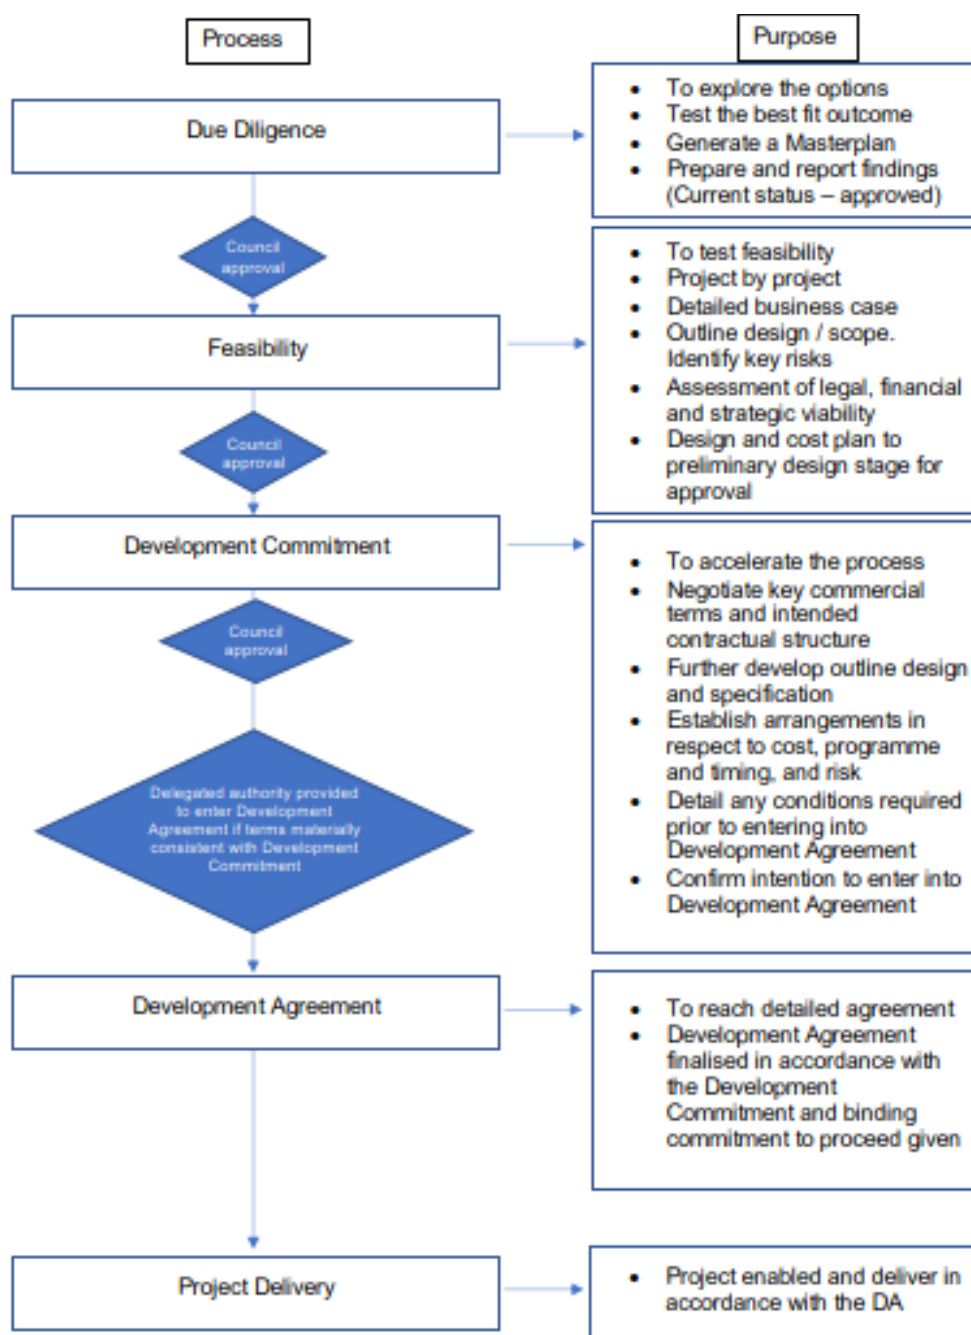 Process
Purpose
Due Diligence
• To explore the options
• Test the best fit outcome
• Generate a Masterplan
• Prepare and report findings
(Current status – approved)
Council
approval
Feasibility
• To test feasibility
• Project by project
• Detailed business case
• Outline design / scope.
Identify key risks
• Assessment of legal, financial
and strategic viability
• Design and cost plan to
preliminary design stage for
approval
Council
approval
Development Commitment
• To accelerate the process
• Negotiate key commercial
terms and intended
contractual structure
• Further develop outline design
and specification
• Establish arrangements in
respect to cost, programme
and timing, and risk
• Detail any conditions required
prior to entering into
Development Agreement
• Confirm intention to enter into
Development Agreement
Council
approval
Delegated authority provided
to enter Development
Agreement if terms materially
consistent with Development
Commitment
Development Agreement
• To reach detailed agreement
• Development Agreement
finalised in accordance with
the Development
Commitment and binding
commitment to proceed given
Project Delivery
• Project enabled and deliver in
accordance with the DA